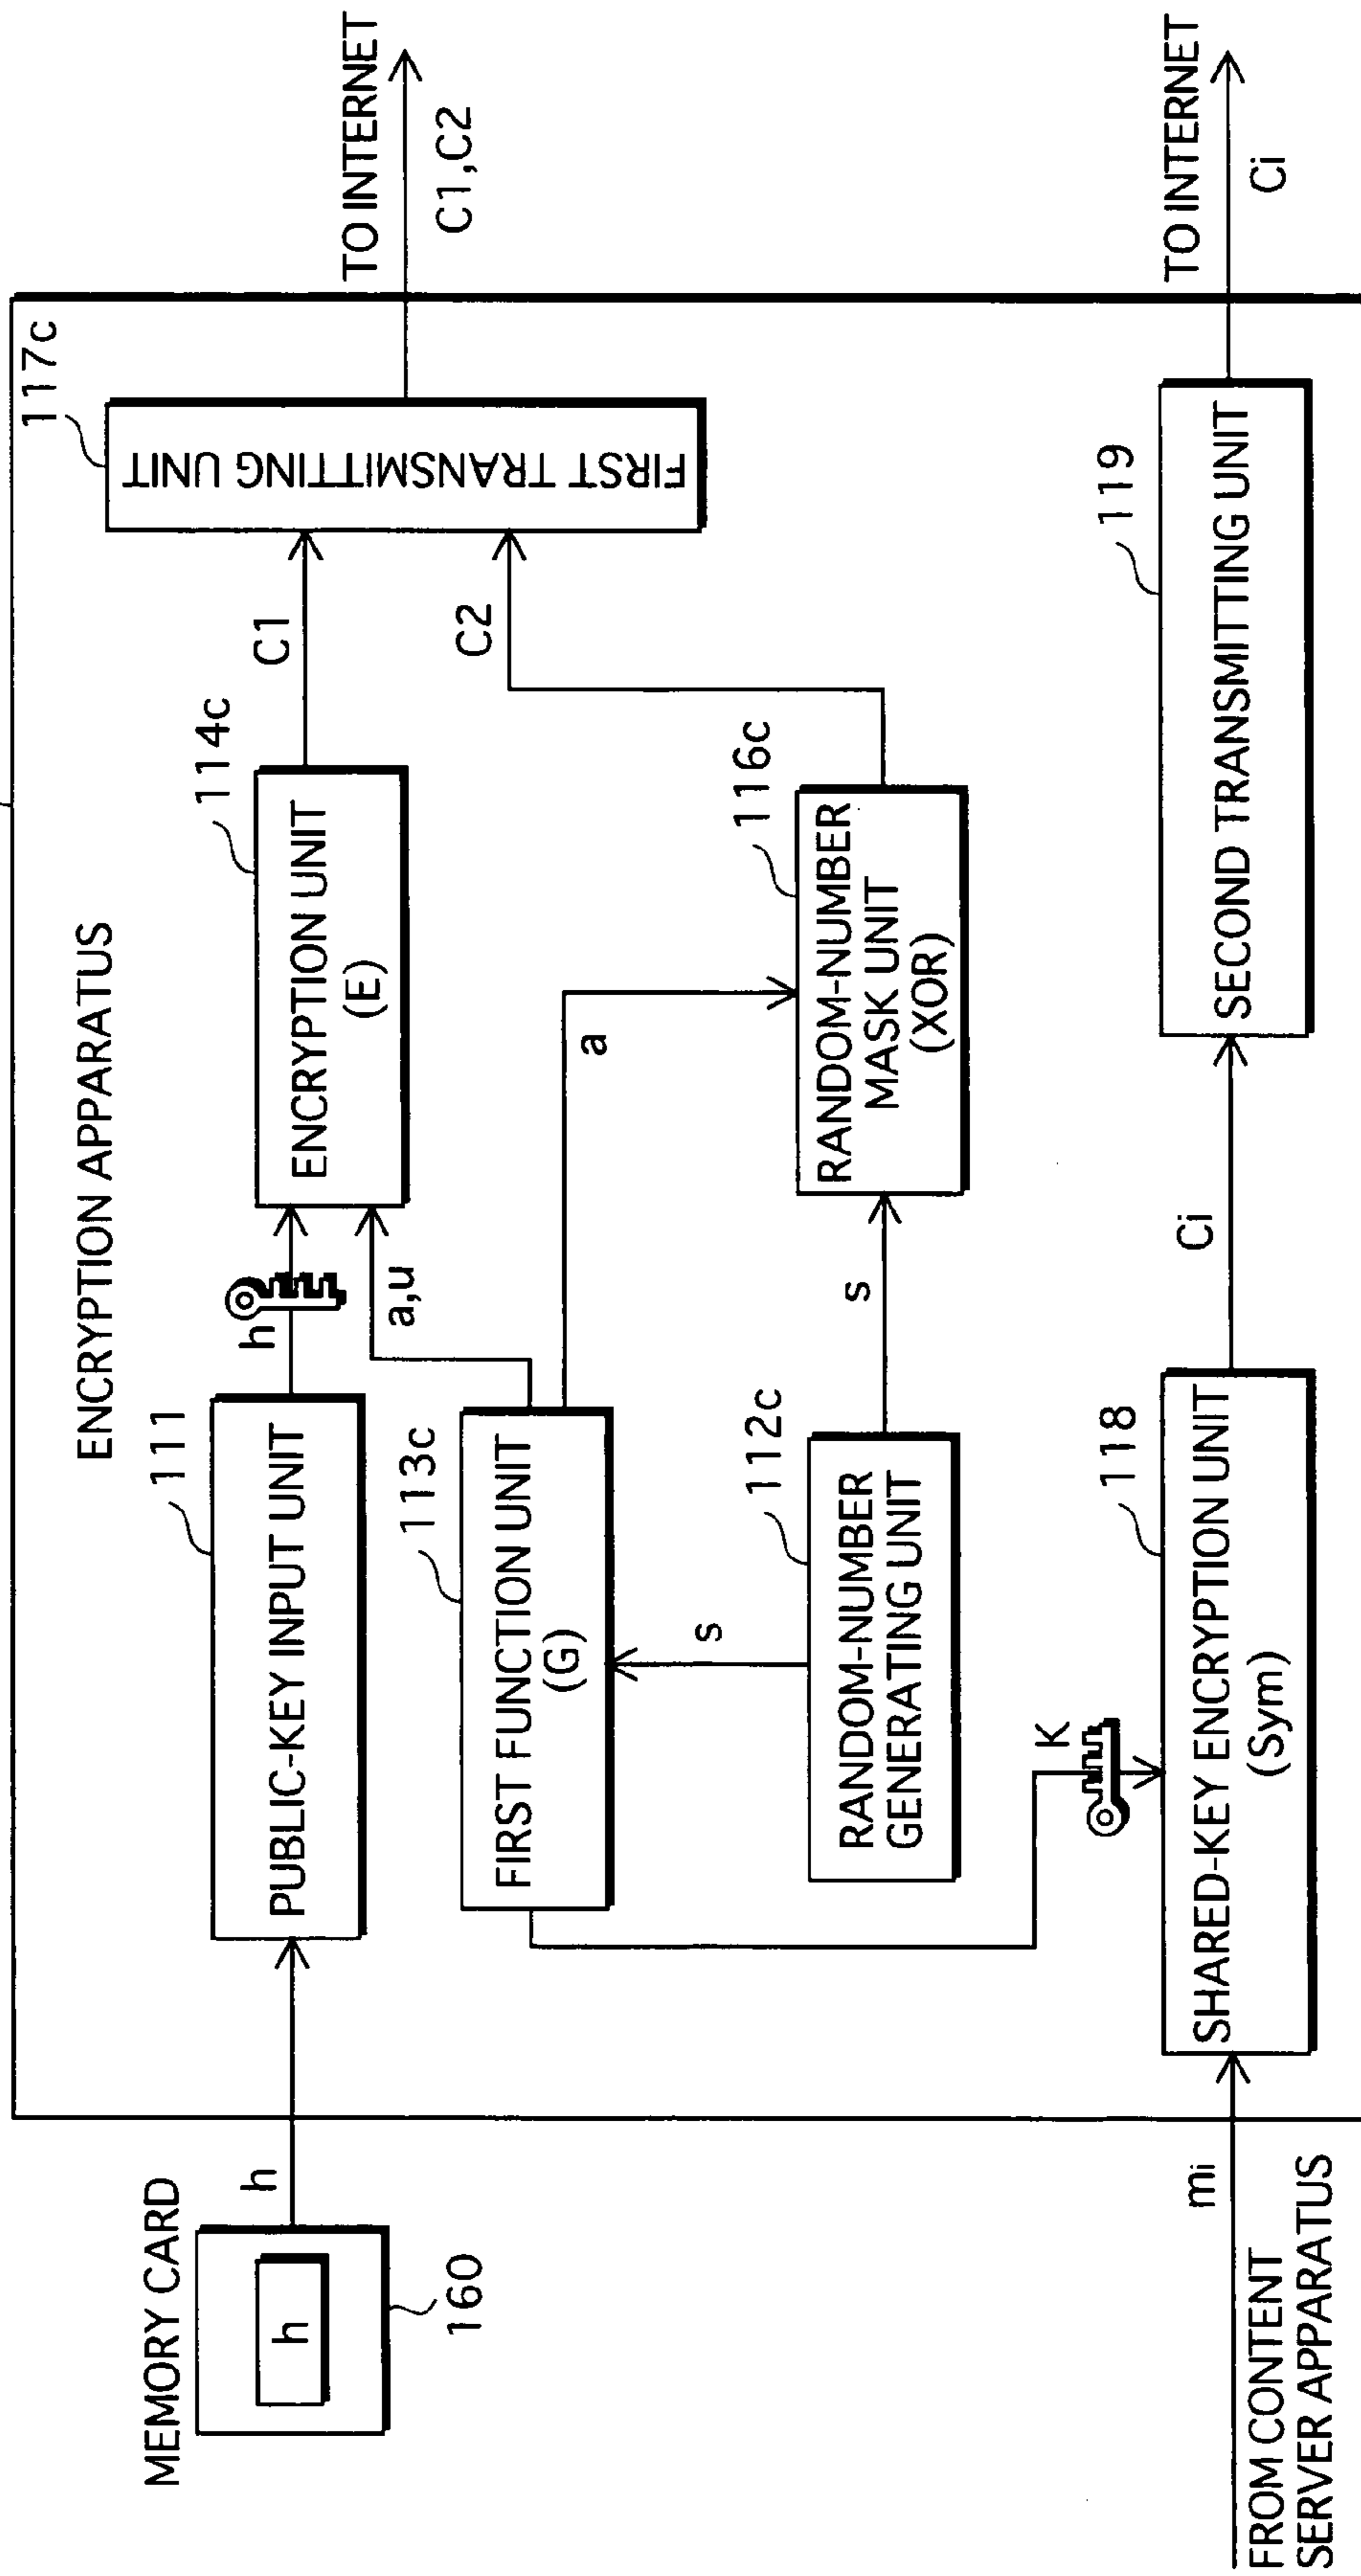 ENCRYPTION APPARATUS
MEMORY CARD
h
160
h
111
PUBLIC-KEY INPUT UNIT
h
114c
ENCRYPTION UNIT
(E)
C1
117c
FIRST TRANSMITTING UNIT
TO INTERNET
C1,C2
113c
FIRST FUNCTION UNIT
(G)
a,u
a
C2
s
112c
RANDOM-NUMBER
GENERATING UNIT
s
116c
RANDOM-NUMBER
MASK UNIT
(XOR)
K
FROM CONTENT
SERVER APPARATUS
mi
118
SHARED-KEY ENCRYPTION UNIT
(Sym)
Ci
119
SECOND TRANSMITTING UNIT
TO INTERNET
Ci